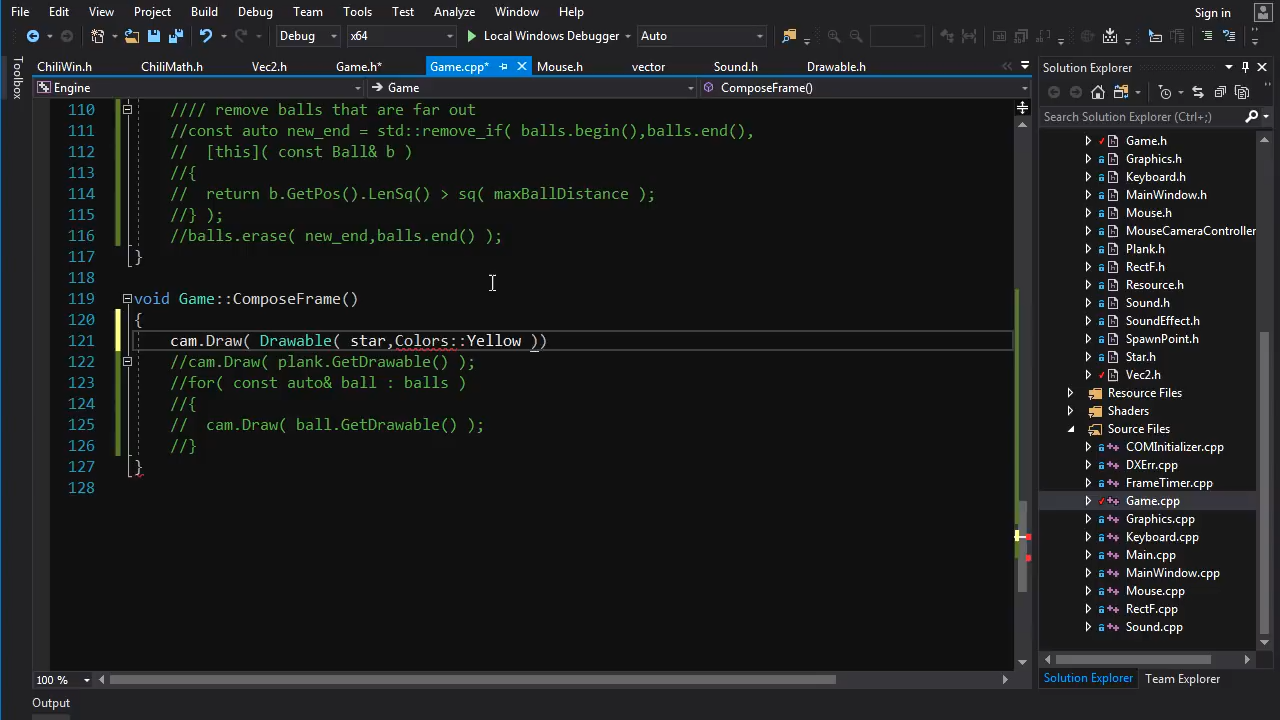 File Edit View Project Build Debug Team Tools Test Analyze Window Help Sign in
Debug x64 Local Windows Debugger Auto
Toolbox
ChiliWin.h ChiliMath.h Vec2.h Game.h* Game.cpp* Mouse.h vector Sound.h Drawable.h
Engine Game ComposeFrame()
110 //// remove balls that are far out
111 //const auto new_end = std::remove_if( balls.begin(),balls.end(),
112 // [this]( const Ball& b )
113 //{
114 // return b.GetPos().LenSq() > sq( maxBallDistance );
115 //} );
116 //balls.erase( new_end,balls.end() );
117 }
118
119 void Game::ComposeFrame()
120 {
121 cam.Draw( Drawable( star,Colors::Yellow ))
122 //cam.Draw( plank.GetDrawable() );
123 //for( const auto& ball : balls )
124 //{
125 // cam.Draw( ball.GetDrawable() );
126 //}
127 }
128
100 %
Output
Solution Explorer
Search Solution Explorer (Ctrl+;)
Game.h
Graphics.h
Keyboard.h
MainWindow.h
Mouse.h
MouseCameraController
Plank.h
RectF.h
Resource.h
Sound.h
SoundEffect.h
SpawnPoint.h
Star.h
Vec2.h
Resource Files
Shaders
Source Files
COMInitializer.cpp
DXErr.cpp
FrameTimer.cpp
Game.cpp
Graphics.cpp
Keyboard.cpp
Main.cpp
MainWindow.cpp
Mouse.cpp
RectF.cpp
Sound.cpp
Solution Explorer Team Explorer